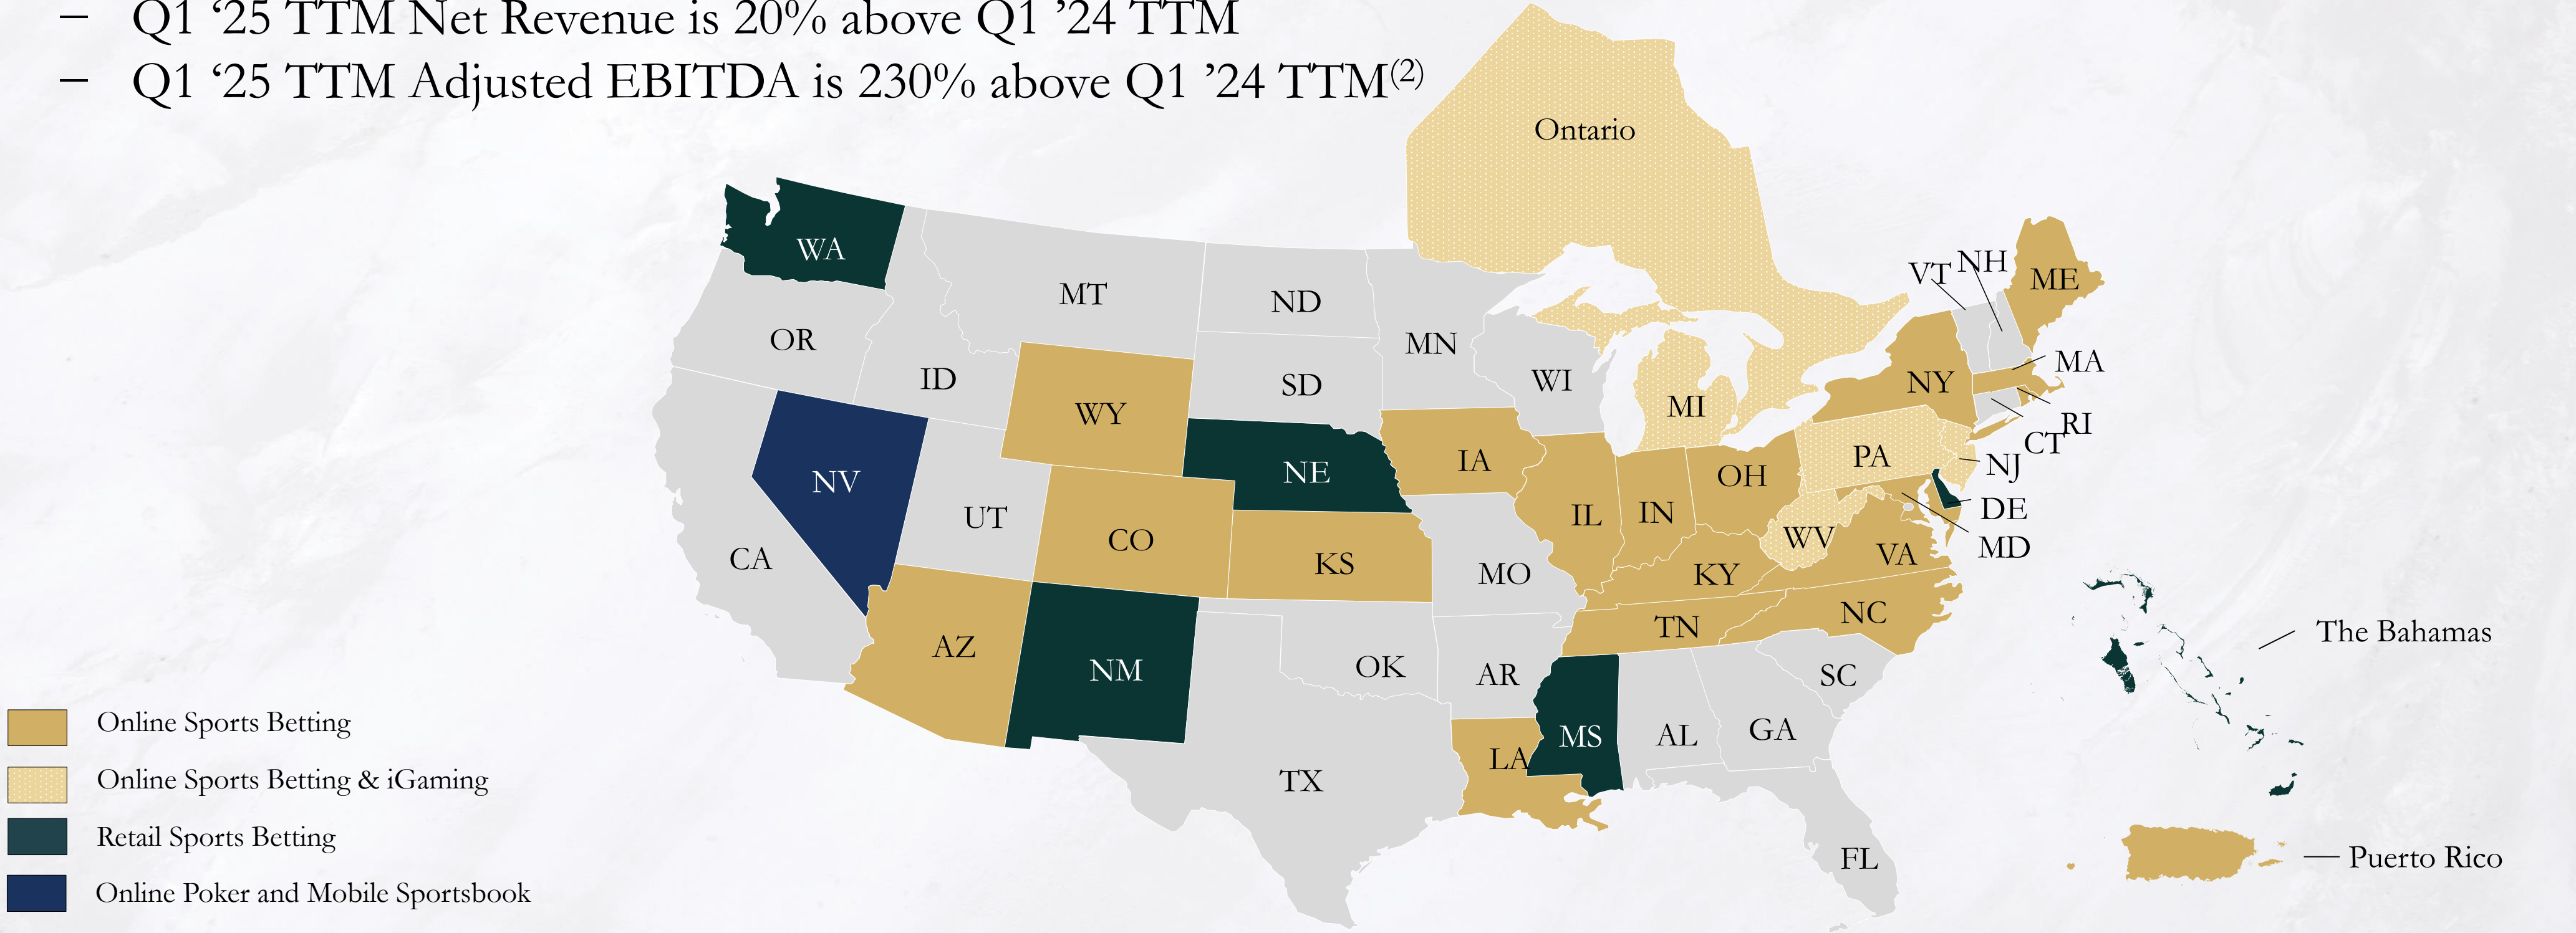 – Q1 ‘25 TTM Net Revenue is 20% above Q1 ’24 TTM
– Q1 ‘25 TTM Adjusted EBITDA is 230% above Q1 ’24 TTM(2)
Ontario
WA
MT
ND
MN
VT
NH
ME
OR
ID
WY
SD
WI
MI
NY
MA
RI
CT
NV
UT
CO
NE
IA
IL
IN
OH
PA
NJ
DE
MD
CA
KS
MO
KY
WV
VA
AZ
NM
OK
AR
TN
NC
SC
TX
LA
MS
AL
GA
FL
The Bahamas
Puerto Rico
Online Sports Betting
Online Sports Betting & iGaming
Retail Sports Betting
Online Poker and Mobile Sportsbook